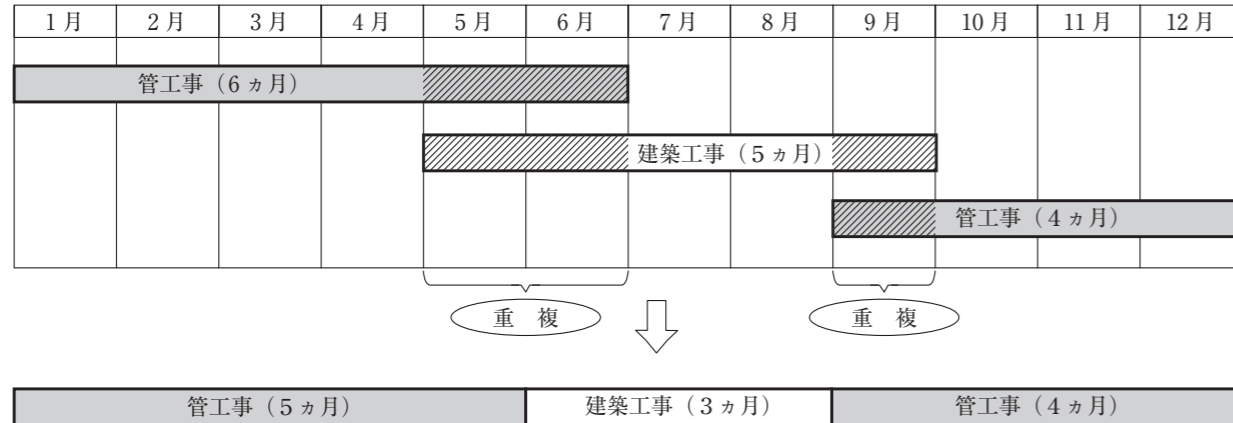 1月 2月 3月 4月 5月 6月 7月 8月 9月 10月 11月 12月
管工事（6ヵ月）
建築工事（5ヵ月）
管工事（4ヵ月）
重複 重複
管工事（5ヵ月） 建築工事（3ヵ月） 管工事（4ヵ月）